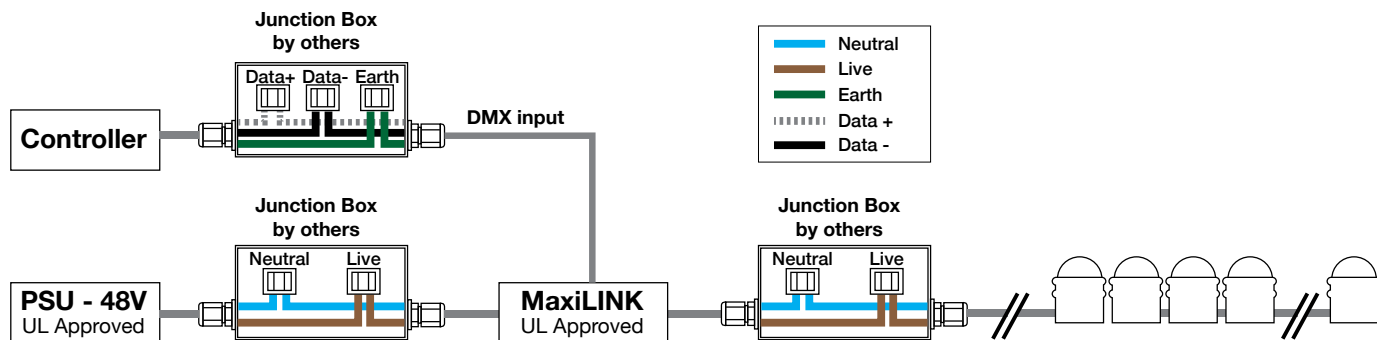 Junction Box
by others
Data+ Data- Earth
Controller
DMX input
Neutral
Live
Earth
Data +
Data -
Junction Box
by others
Neutral Live
PSU - 48V
UL Approved
MaxiLINK
UL Approved
Junction Box
by others
Neutral Live